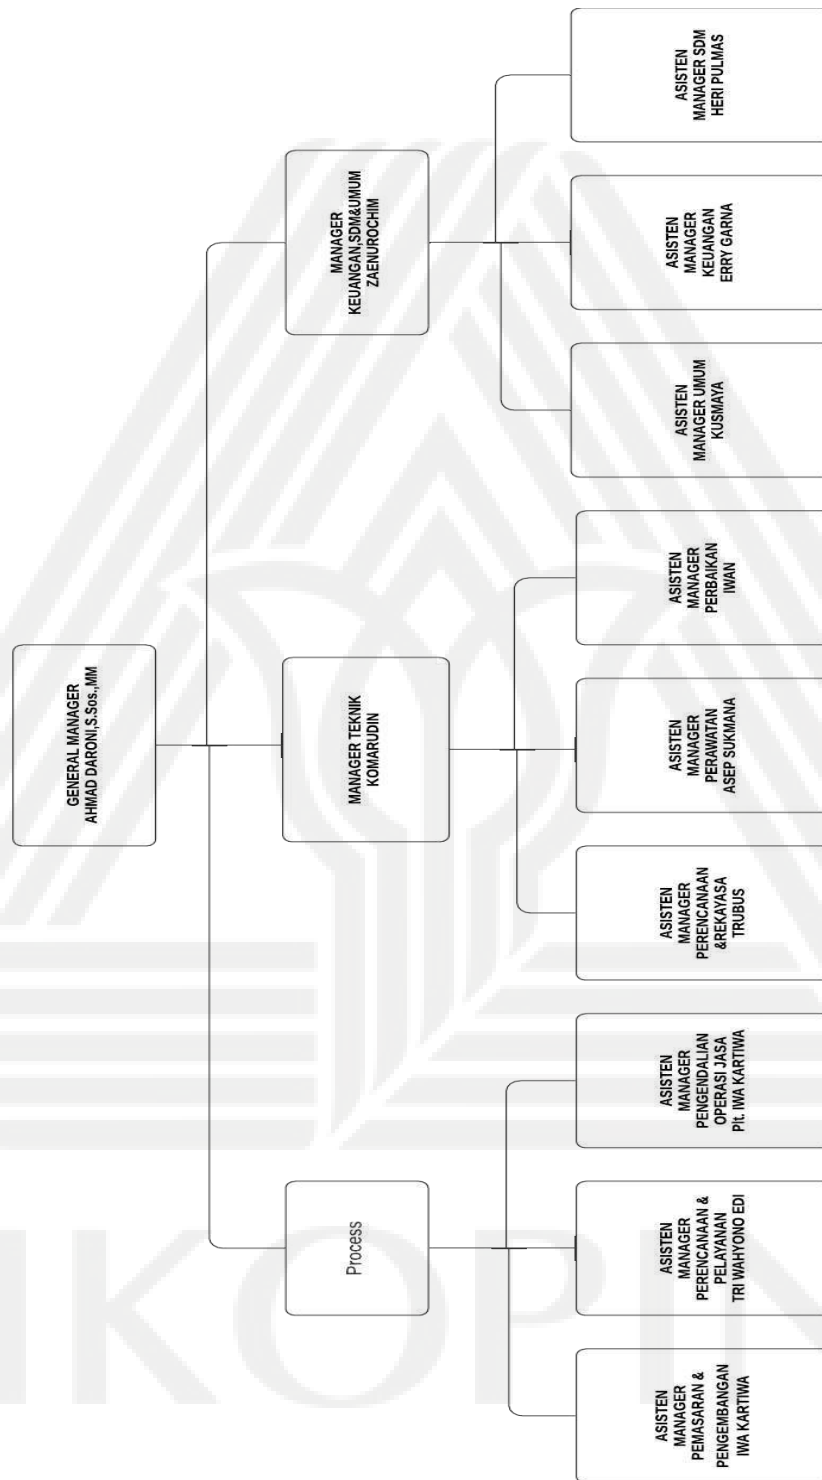 GENERAL MANAGER
AHMAD DARONI,S.Sos.,MM
Process
MANAGER TEKNIK
KOMARUDIN
MANAGER
KEUANGAN,SDM&UMUM
ZAENUROCHIM
ASISTEN
MANAGER
PEMASARAN &
PENGEMBANGAN
IWA KARTIWA
ASISTEN
MANAGER
PERENCANAAN &
PELAYANAN
TRI WAHYONO EDI
ASISTEN
MANAGER
PENGENDALIAN
OPERASI JASA
Plt. IWA KARTIWA
ASISTEN
MANAGER
PERENCANAAN
&REKAYASA
TRUBUS
ASISTEN
MANAGER
PERAWATAN
ASEP SUKMANA
ASISTEN
MANAGER
PERBAIKAN
IWAN
ASISTEN
MANAGER UMUM
KUSMAYA
ASISTEN
MANAGER
KEUANGAN
ERRY GARNA
ASISTEN
MANAGER SDM
HERI PULMAS
IKOPIN